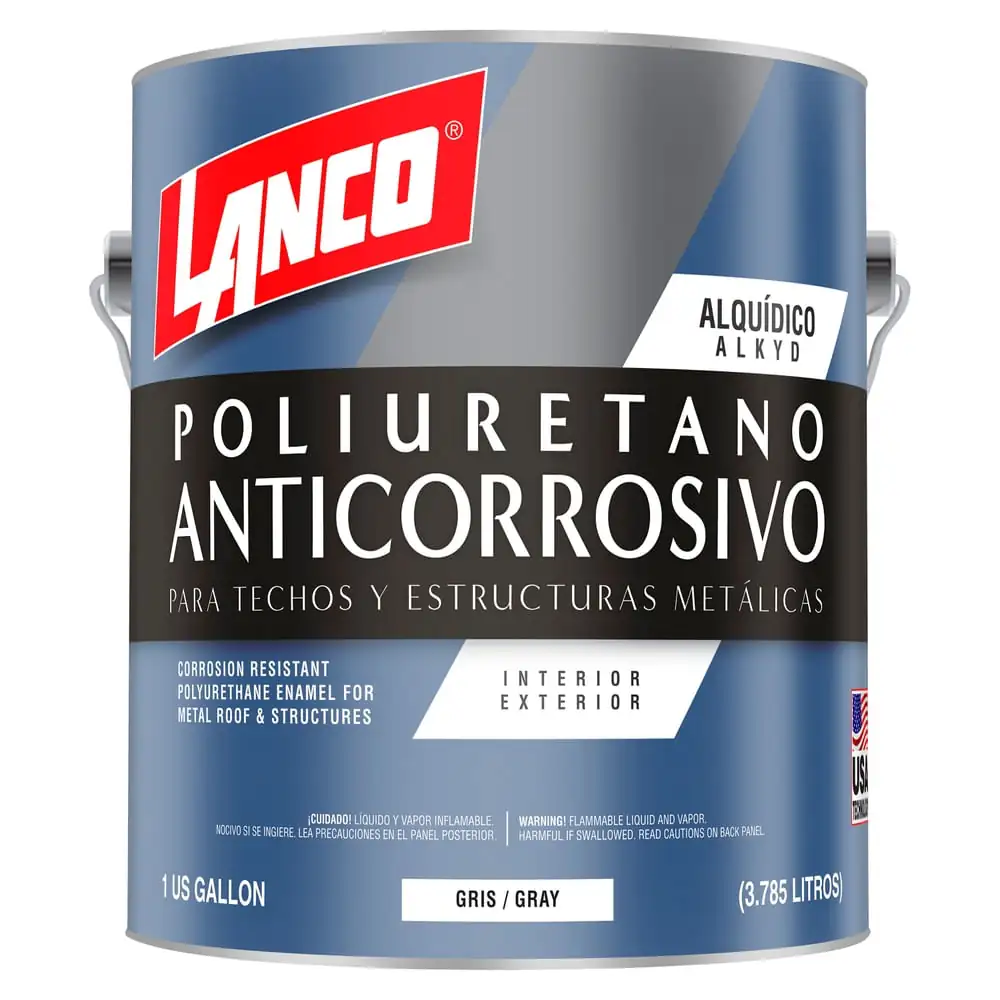 LANCO®
ALQUÍDICO
ALKYD
POLIURETANO
ANTICORROSIVO
PARA TECHOS Y ESTRUCTURAS METÁLICAS
CORROSION RESISTANT
POLYURETHANE ENAMEL FOR
METAL ROOF & STRUCTURES
INTERIOR
EXTERIOR
USA
¡CUIDADO! LÍQUIDO Y VAPOR INFLAMABLE.
NOCIVO SI SE INGIERE. LEA PRECAUCIONES EN EL PANEL POSTERIOR.
WARNING! FLAMMABLE LIQUID AND VAPOR.
HARMFUL IF SWALLOWED. READ CAUTIONS ON BACK PANEL.
1 US GALLON
GRIS / GRAY
(3.785 LITROS)